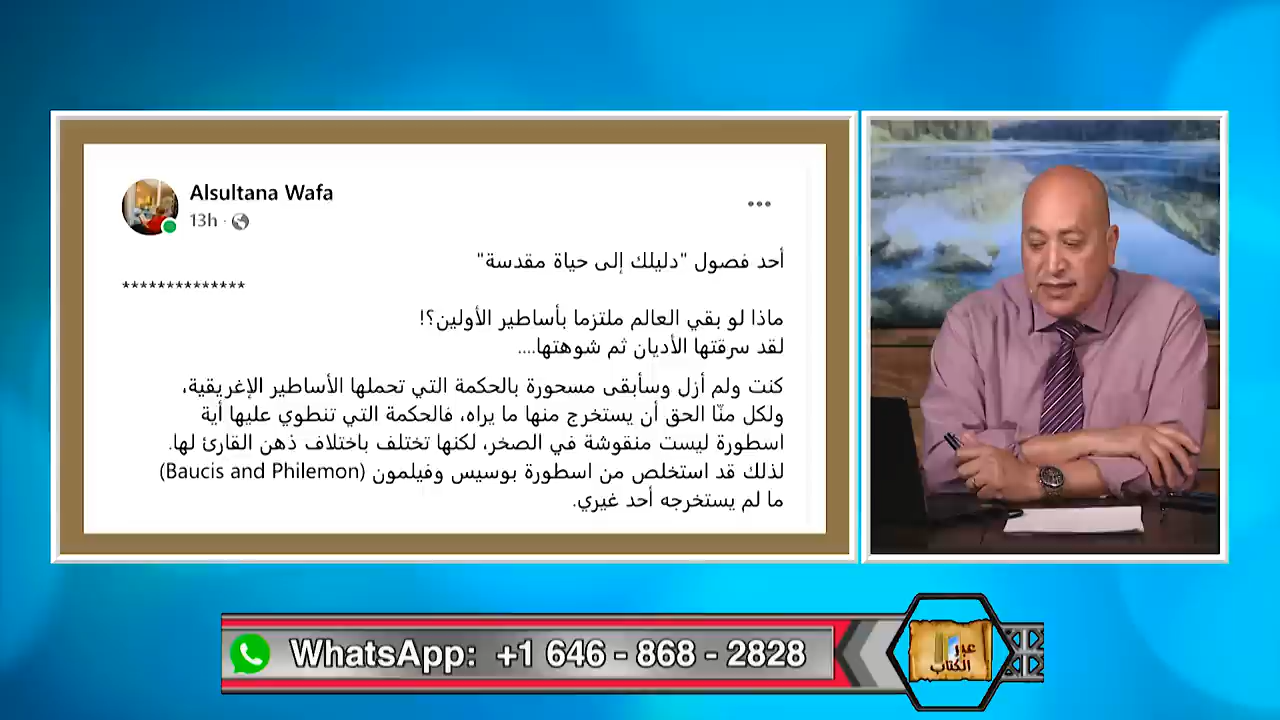 Alsultana Wafa
13h ·
أحد فصول "دليلك إلى حياة مقدسة"
**************
ماذا لو بقي العالم ملتزما بأساطير الأولين؟!
لقد سرقتها الأديان ثم شوهتها....
كنت ولم أزل وسأبقى مسحورة بالحكمة التي تحملها الأساطير الإغريقية،
ولكل منّا الحق أن يستخرج منها ما يراه، فالحكمة التي تنطوي عليها أية
اسطورة ليست منقوشة في الصخر، لكنها تختلف باختلاف ذهن القارئ لها.
لذلك قد استخلص من اسطورة بوسيس وفيلمون (Baucis and Philemon)
ما لم يستخرجه أحد غيري.
WhatsApp: +1 646 - 868 - 2828
عبر
الكتاب